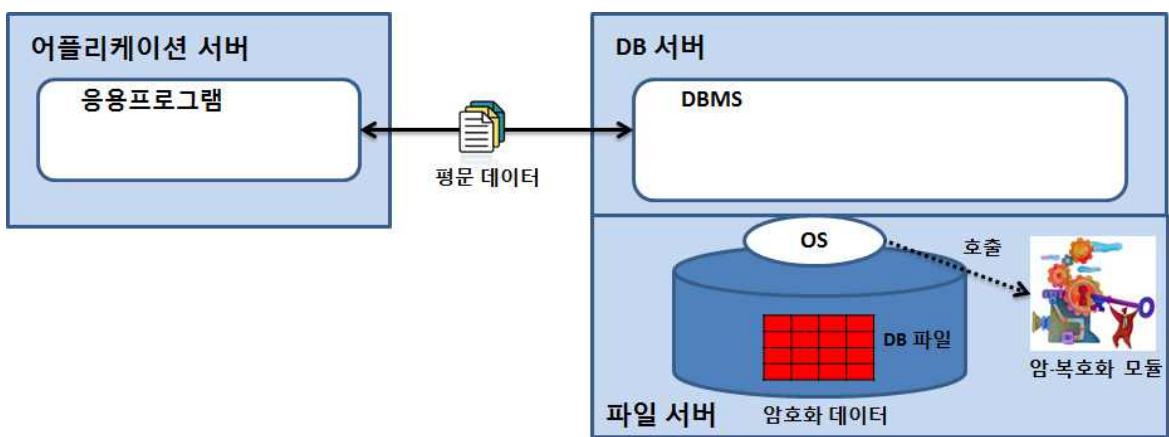 어플리케이션 서버
응용프로그램
평문 데이터
DB 서버
DBMS
OS
호출
DB 파일
암-복호화 모듈
파일 서버
암호화 데이터